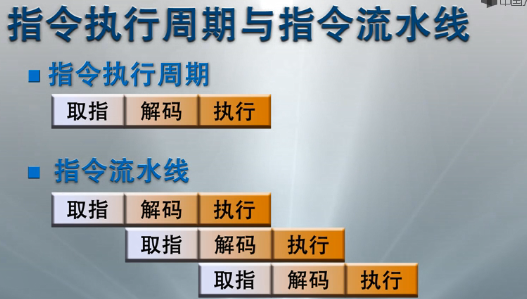 指令执行周期与指令流水线
指令执行周期
取指 解码 执行
指令流水线
取指 解码 执行
取指 解码 执行
取指 解码 执行